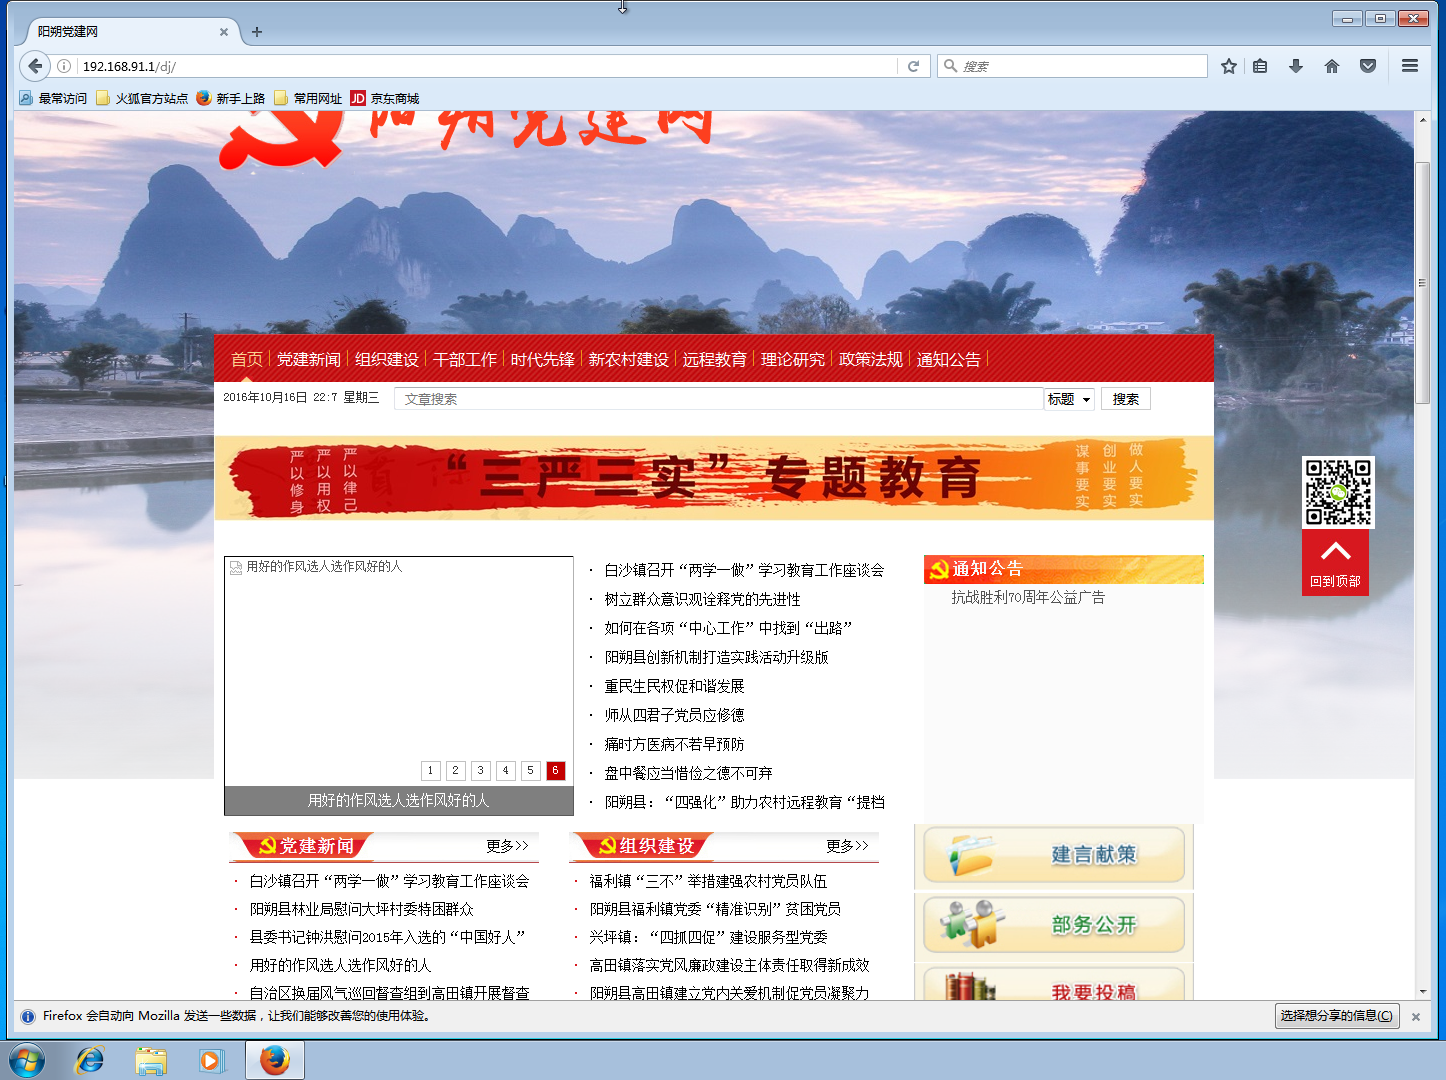 阳朔党建网
192.168.91.1/dj/
搜索
最常访问 火狐官方站点 新手上路 常用网址 JD 京东商城
阳朔党建网
首页 党建新闻 组织建设 干部工作 时代先锋 新农村建设 远程教育 理论研究 政策法规 通知公告
2016年10月16日 22:7 星期三 文章搜索 标题 搜索
严以修身
严以用权
严以律己
“三严三实”专题教育
谋事要实
创业要实
做人要实
回到顶部
用好的作风选人选作风好的人
1 2 3 4 5 6
用好的作风选人选作风好的人
· 白沙镇召开“两学一做”学习教育工作座谈会
· 树立群众意识观诠释党的先进性
· 如何在各项“中心工作”中找到“出路”
· 阳朔县创新机制打造实践活动升级版
· 重民生民权促和谐发展
· 师从四君子党员应修德
· 痛时方医病不若早预防
· 盘中餐应当惜俭之德不可弃
· 阳朔县：“四强化”助力农村远程教育“提档
通知公告
抗战胜利70周年公益广告
党建新闻 更多>>
· 白沙镇召开“两学一做”学习教育工作座谈会
· 阳朔县林业局慰问大坪村委特困群众
· 县委书记钟洪慰问2015年入选的“中国好人”
· 用好的作风选人选作风好的人
· 自治区换届风气巡回督查组到高田镇开展督查
组织建设 更多>>
· 福利镇“三不”举措建强农村党员队伍
· 阳朔县福利镇党委“精准识别”贫困党员
· 兴坪镇：“四抓四促”建设服务型党委
· 高田镇落实党风廉政建设主体责任取得新成效
· 阳朔县高田镇建立党内关爱机制促党员凝聚力
建言献策
部务公开
我要投稿
Firefox 会自动向 Mozilla 发送一些数据，让我们能够改善您的使用体验。 选择想分享的信息(C)